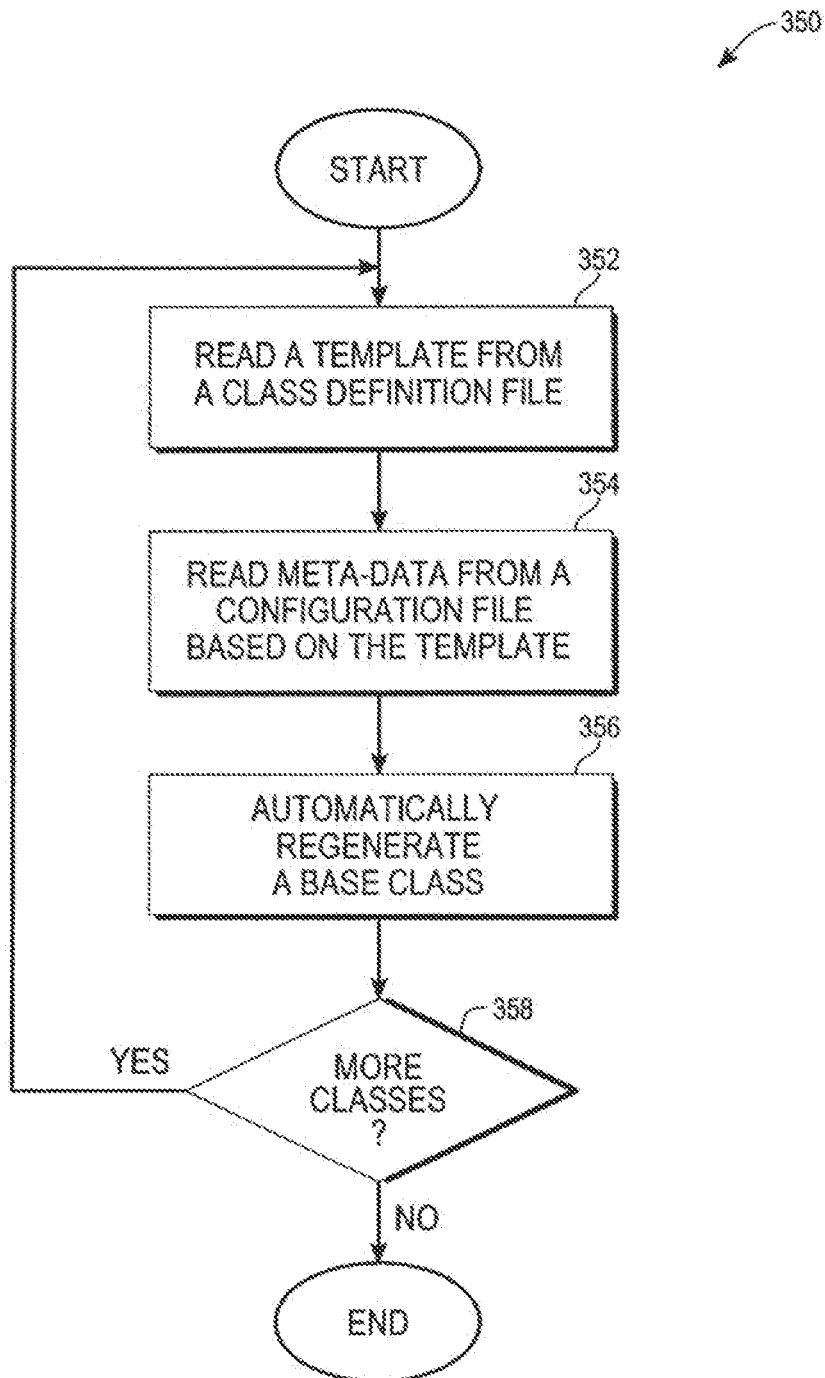 350
START
352
READ A TEMPLATE FROM
A CLASS DEFINITION FILE
354
READ META-DATA FROM A
CONFIGURATION FILE
BASED ON THE TEMPLATE
356
AUTOMATICALLY
REGENERATE
A BASE CLASS
358
YES
MORE
CLASSES
?
NO
END